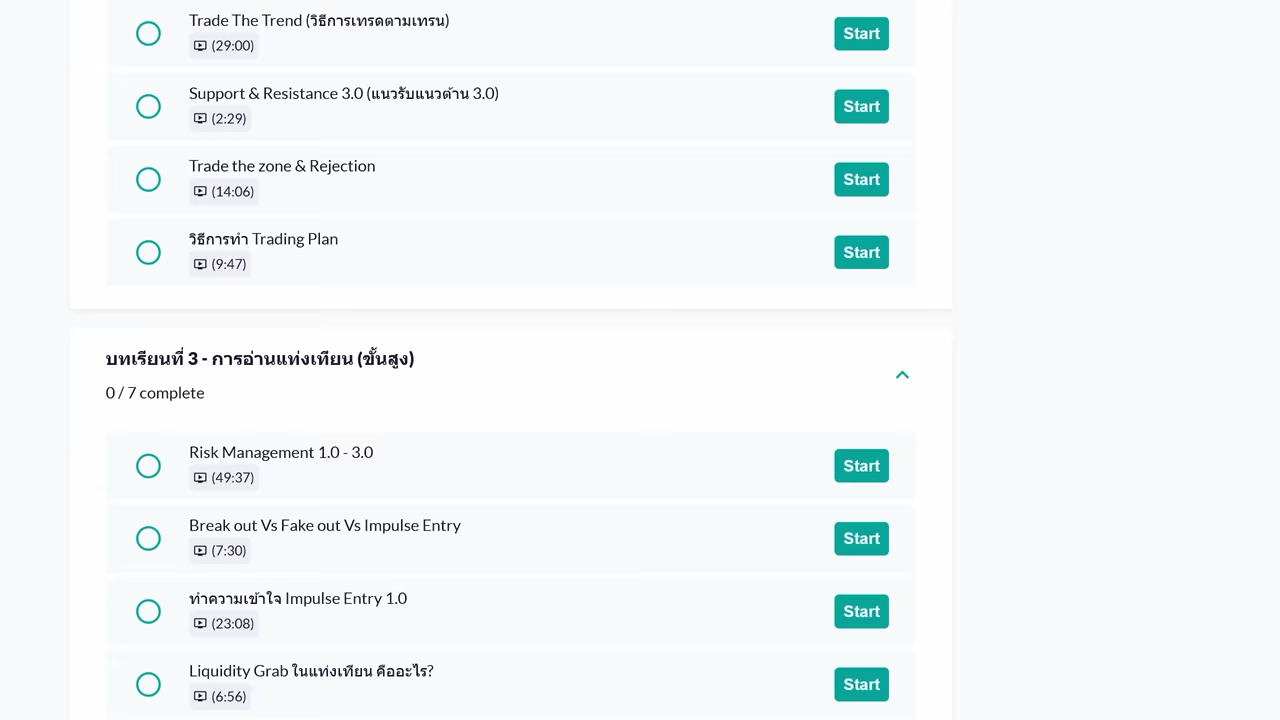 Trade The Trend (วิธีการเทรดตามเทรน)
(29:00)
Start
Support & Resistance 3.0 (แนวรับแนวต้าน 3.0)
(2:29)
Start
Trade the zone & Rejection
(14:06)
Start
วิธีการทำ Trading Plan
(9:47)
Start
บทเรียนที่ 3 - การอ่านแท่งเทียน (ขั้นสูง)
0 / 7 complete
Risk Management 1.0 - 3.0
(49:37)
Start
Break out Vs Fake out Vs Impulse Entry
(7:30)
Start
ทำความเข้าใจ Impulse Entry 1.0
(23:08)
Start
Liquidity Grab ในแท่งเทียน คืออะไร?
(6:56)
Start